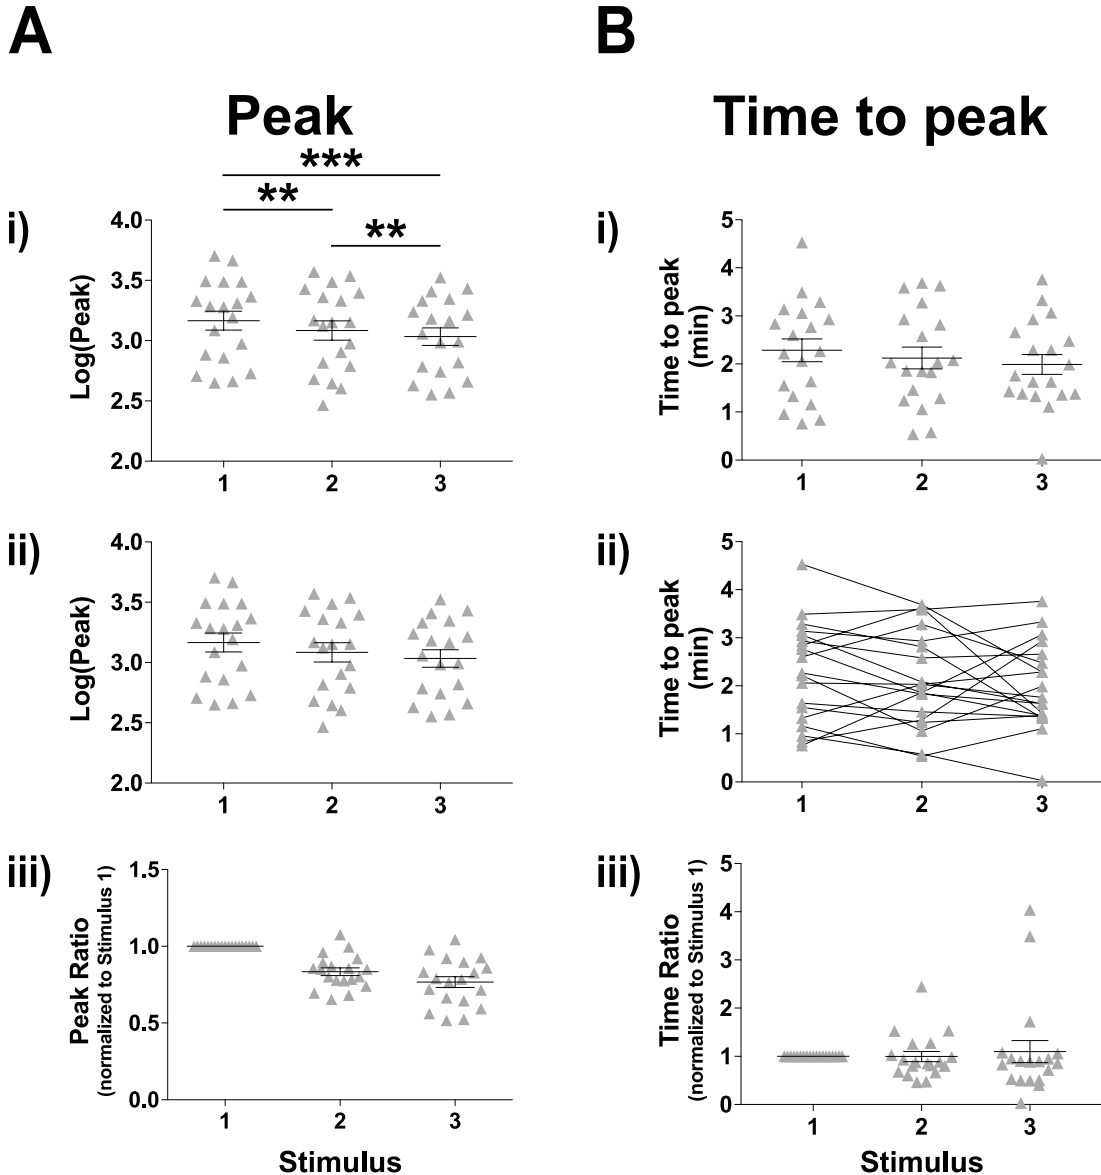 A
Peak
***
**
**
i)
Log(Peak)
4.0
3.5
3.0
2.5
2.0
1
2
3
ii)
Log(Peak)
4.0
3.5
3.0
2.5
2.0
1
2
3
iii)
Peak Ratio
(normalized to Stimulus 1)
1.5
1.0
0.5
0.0
1
2
3
Stimulus
B
Time to peak
i)
Time to peak
(min)
5
4
3
2
1
0
1
2
3
ii)
Time to peak
(min)
5
4
3
2
1
0
1
2
3
iii)
Time Ratio
(normalized to Stimulus 1)
5
4
3
2
1
0
1
2
3
Stimulus